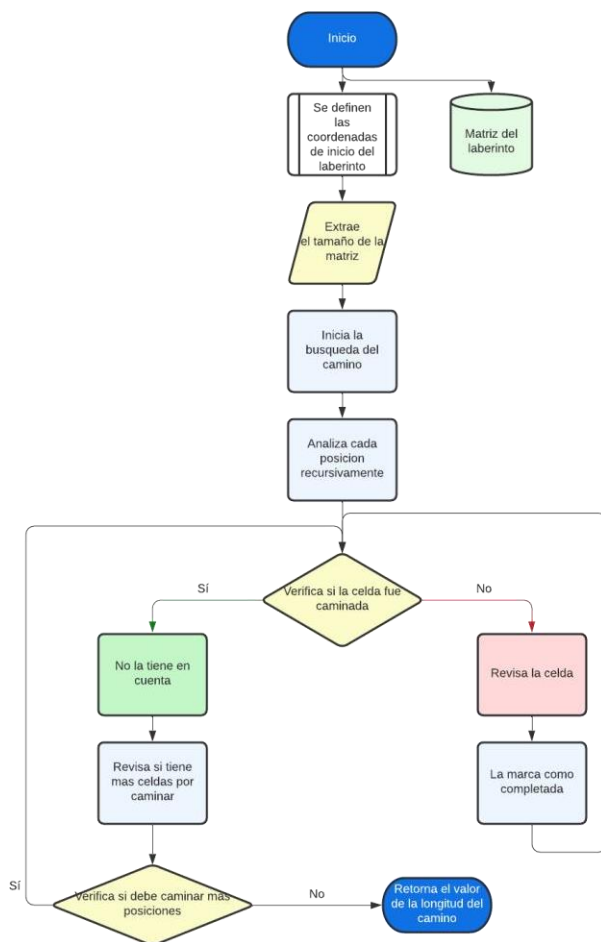 Inicio
Se definen
las
coordenadas
de inicio del
laberinto
Matriz del
laberinto
Extrae
el tamaño de la
matriz
Inicia la
busqueda del
camino
Analiza cada
posicion
recursivamente
Verifica si la celda fue
caminada
Sí
No
No la tiene en
cuenta
Revisa la celda
Revisa si tiene
mas celdas por
caminar
La marca como
completada
Sí
Verifica si debe caminar mas
posiciones
No
Retorna el valor
de la longitud del
camino